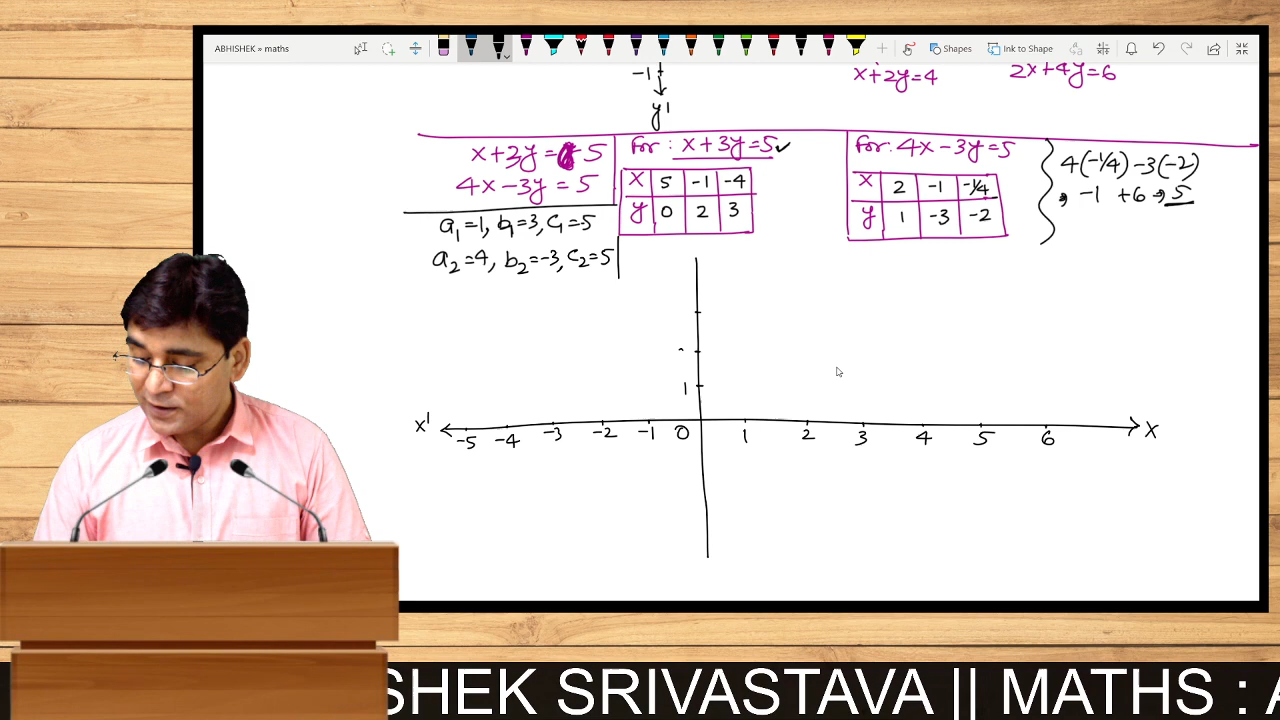 ABHISHEK » maths
Shapes
Ink to Shape
-1
y'
x+2y=4
2x+4y=6
x+2y=5
4x-3y=5
a₁=1, b₁=3, c₁=5
a₂=4, b₂=-3, c₂=5
For: x+3y=5✓
x 5 -1 -4
y 0 2 3
For: 4x-3y=5
x 2 -1 -1/4
y 1 -3 -2
4(-1/4)-3(-2)
-1 +6 → 5
1
x' -5 -4 -3 -2 -1 0 1 2 3 4 5 6 X
SHEK SRIVASTAVA || MATHS : A